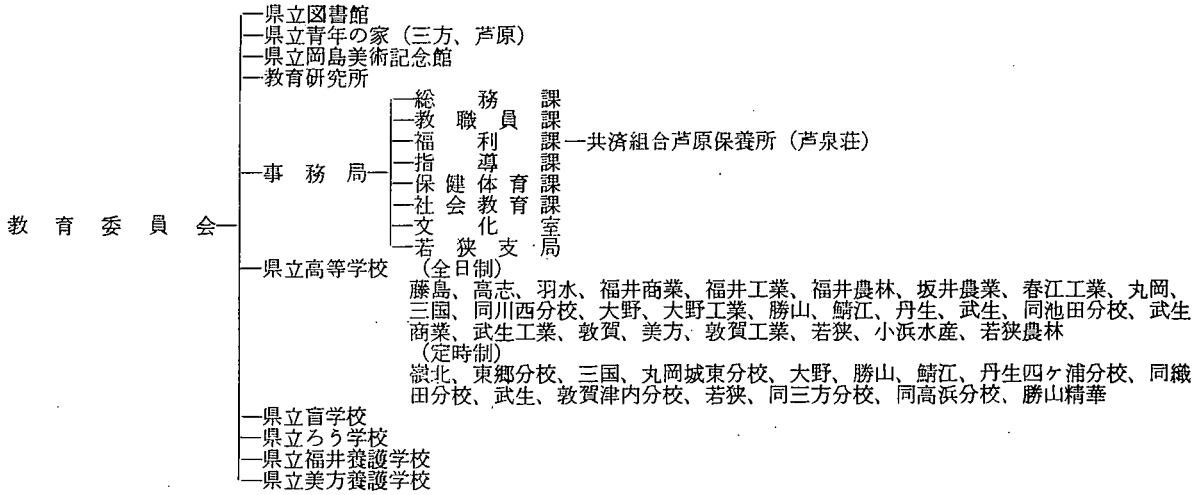 県立図書館
県立青年の家（三方、芦原）
県立岡島美術記念館
教育研究所
総務課
教職員課
福利課―共済組合芦原保養所（芦泉荘）
指導課
事務局
保健体育課
社会教育課
教育委員会
文化室
若狭支局
県立高等学校（全日制）
藤島、高志、羽水、福井商業、福井工業、福井農林、坂井農業、春江工業、丸岡、
三国、同川西分校、大野、大野工業、勝山、鯖江、丹生、武生、同池田分校、武生
商業、武生工業、敦賀、美方、敦賀工業、若狭、小浜水産、若狭農林
（定時制）
嶺北、東郷分校、三国、丸岡城東分校、大野、勝山、鯖江、丹生四ケ浦分校、同織
田分校、武生、敦賀津内分校、若狭、同三方分校、同高浜分校、勝山精華
県立盲学校
県立ろう学校
県立福井養護学校
県立美方養護学校